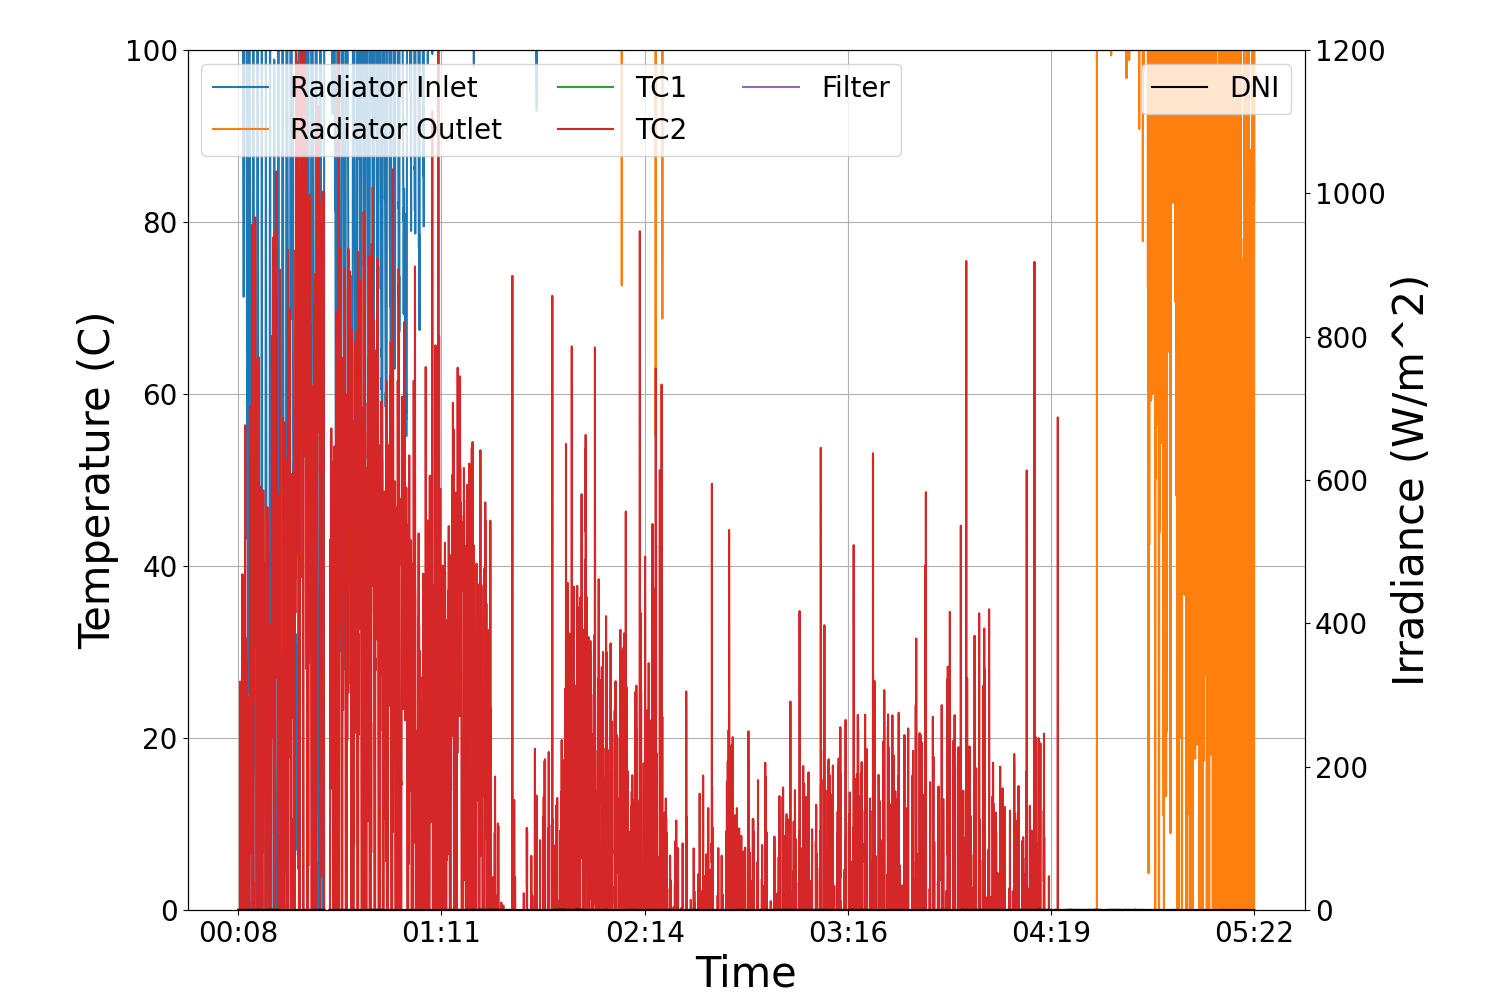 100
80
60
40
20
0
Temperature (C)
Radiator Inlet
Radiator Outlet
TC1
TC2
Filter
DNI
1200
1000
800
600
400
200
0
Irradiance (W/m^2)
00:08
01:11
02:14
03:16
04:19
05:22
Time